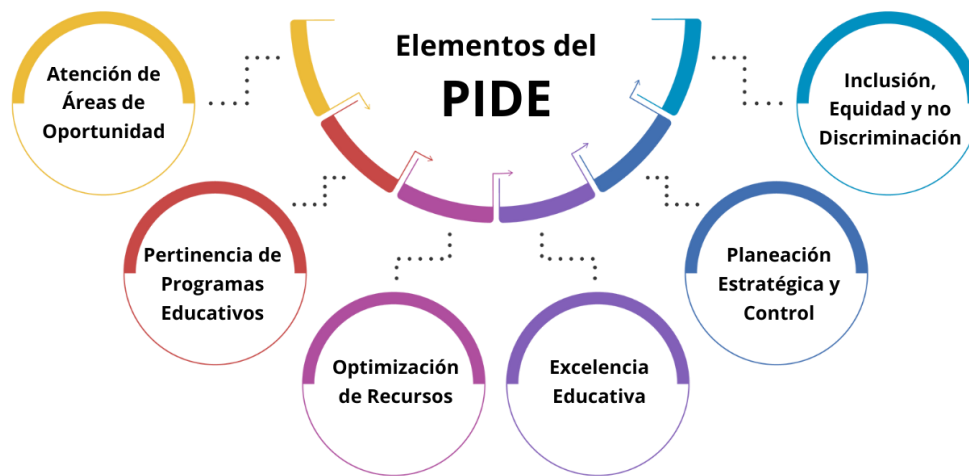 Elementos del
PIDE
Atención de
Áreas de
Oportunidad
Pertinencia de
Programas
Educativos
Optimización
de Recursos
Excelencia
Educativa
Planeación
Estratégica y
Control
Inclusión,
Equidad y no
Discriminación